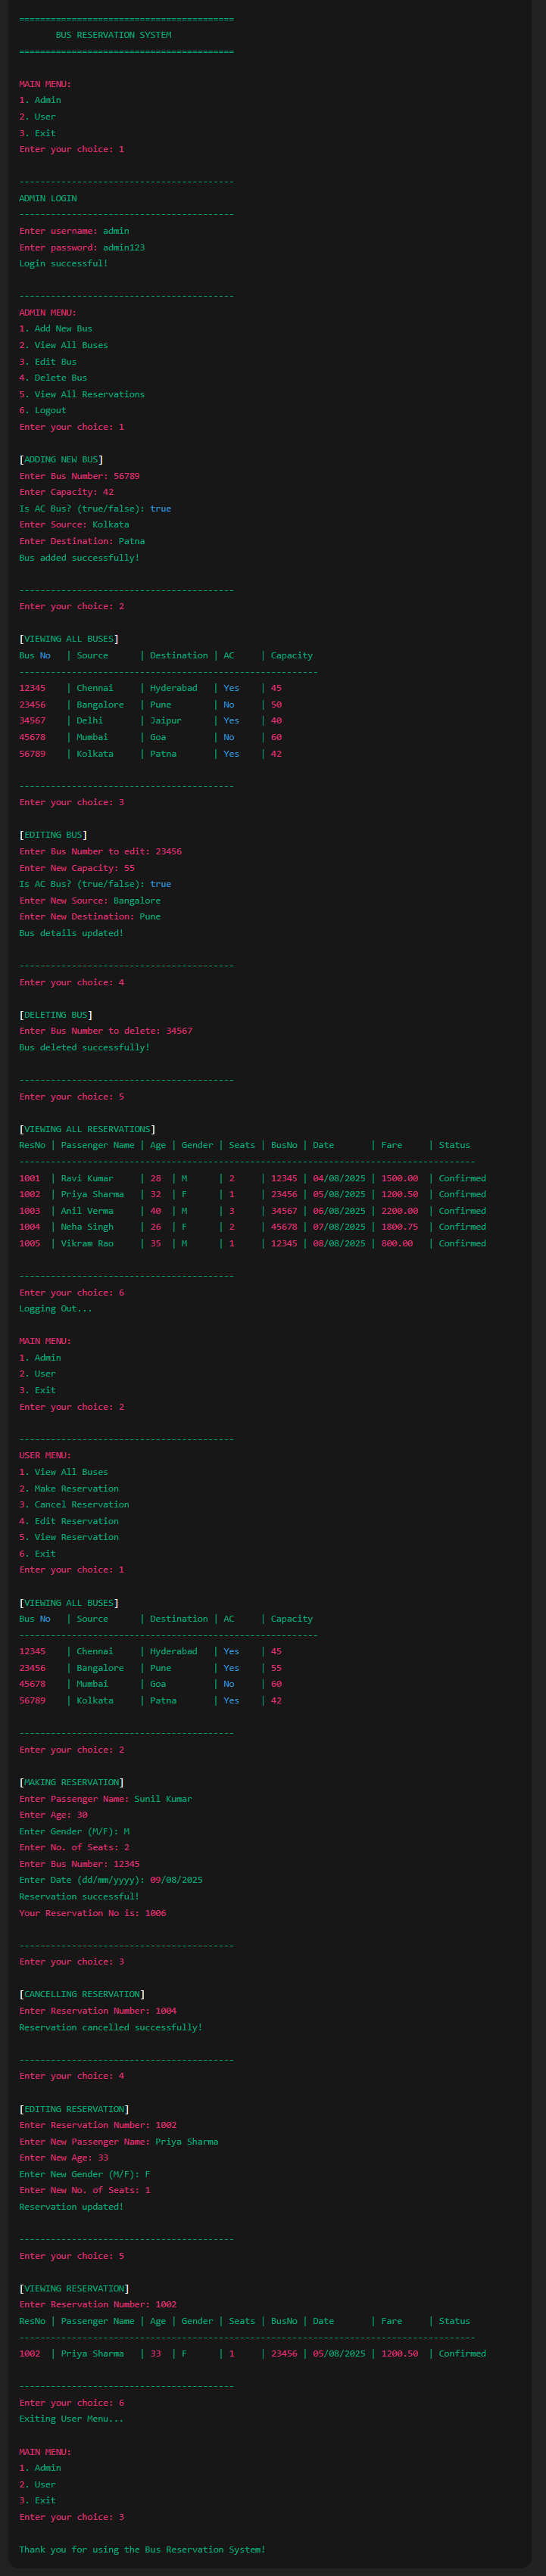 =========================================
       BUS RESERVATION SYSTEM
=========================================

MAIN MENU:
1. Admin
2. User
3. Exit
Enter your choice: 1

-----------------------------------------
ADMIN LOGIN
-----------------------------------------
Enter username: admin
Enter password: admin123
Login successful!

-----------------------------------------
ADMIN MENU:
1. Add New Bus
2. View All Buses
3. Edit Bus
4. Delete Bus
5. View All Reservations
6. Logout
Enter your choice: 1

[ADDING NEW BUS]
Enter Bus Number: 56789
Enter Capacity: 42
Is AC Bus? (true/false): true
Enter Source: Kolkata
Enter Destination: Patna
Bus added successfully!

-----------------------------------------
Enter your choice: 2

[VIEWING ALL BUSES]
Bus No   | Source      | Destination | AC     | Capacity
---------------------------------------------------------
12345    | Chennai     | Hyderabad   | Yes    | 45
23456    | Bangalore   | Pune        | No     | 50
34567    | Delhi       | Jaipur      | Yes    | 40
45678    | Mumbai      | Goa         | No     | 60
56789    | Kolkata     | Patna       | Yes    | 42

-----------------------------------------
Enter your choice: 3

[EDITING BUS]
Enter Bus Number to edit: 23456
Enter New Capacity: 55
Is AC Bus? (true/false): true
Enter New Source: Bangalore
Enter New Destination: Pune
Bus details updated!

-----------------------------------------
Enter your choice: 4

[DELETING BUS]
Enter Bus Number to delete: 34567
Bus deleted successfully!

-----------------------------------------
Enter your choice: 5

[VIEWING ALL RESERVATIONS]
ResNo | Passenger Name | Age | Gender | Seats | BusNo | Date       | Fare     | Status
---------------------------------------------------------------------------------------
1001  | Ravi Kumar     | 28  | M      | 2     | 12345 | 04/08/2025 | 1500.00  | Confirmed
1002  | Priya Sharma   | 32  | F      | 1     | 23456 | 05/08/2025 | 1200.50  | Confirmed
1003  | Anil Verma     | 40  | M      | 3     | 34567 | 06/08/2025 | 2200.00  | Confirmed
1004  | Neha Singh     | 26  | F      | 2     | 45678 | 07/08/2025 | 1800.75  | Confirmed
1005  | Vikram Rao     | 35  | M      | 1     | 12345 | 08/08/2025 | 800.00   | Confirmed

-----------------------------------------
Enter your choice: 6
Logging Out...

MAIN MENU:
1. Admin
2. User
3. Exit
Enter your choice: 2

-----------------------------------------
USER MENU:
1. View All Buses
2. Make Reservation
3. Cancel Reservation
4. Edit Reservation
5. View Reservation
6. Exit
Enter your choice: 1

[VIEWING ALL BUSES]
Bus No   | Source      | Destination | AC     | Capacity
---------------------------------------------------------
12345    | Chennai     | Hyderabad   | Yes    | 45
23456    | Bangalore   | Pune        | Yes    | 55
45678    | Mumbai      | Goa         | No     | 60
56789    | Kolkata     | Patna       | Yes    | 42

-----------------------------------------
Enter your choice: 2

[MAKING RESERVATION]
Enter Passenger Name: Sunil Kumar
Enter Age: 30
Enter Gender (M/F): M
Enter No. of Seats: 2
Enter Bus Number: 12345
Enter Date (dd/mm/yyyy): 09/08/2025
Reservation successful!
Your Reservation No is: 1006

-----------------------------------------
Enter your choice: 3

[CANCELLING RESERVATION]
Enter Reservation Number: 1004
Reservation cancelled successfully!

-----------------------------------------
Enter your choice: 4

[EDITING RESERVATION]
Enter Reservation Number: 1002
Enter New Passenger Name: Priya Sharma
Enter New Age: 33
Enter New Gender (M/F): F
Enter New No. of Seats: 1
Reservation updated!

-----------------------------------------
Enter your choice: 5

[VIEWING RESERVATION]
Enter Reservation Number: 1002
ResNo | Passenger Name | Age | Gender | Seats | BusNo | Date       | Fare     | Status
---------------------------------------------------------------------------------------
1002  | Priya Sharma   | 33  | F      | 1     | 23456 | 05/08/2025 | 1200.50  | Confirmed

-----------------------------------------
Enter your choice: 6
Exiting User Menu...

MAIN MENU:
1. Admin
2. User
3. Exit
Enter your choice: 3

Thank you for using the Bus Reservation System!